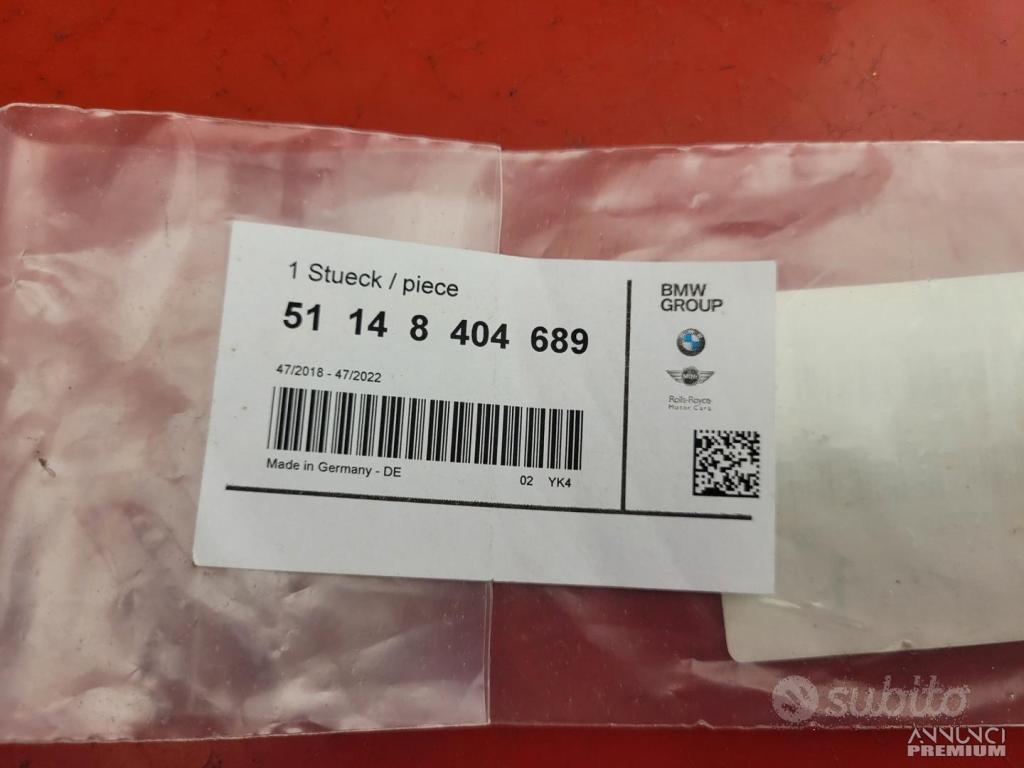 1 Stueck / piece
51 14 8 404 689
47/2018 - 47/2022
Made in Germany - DE
02 YK4
BMW
GROUP
MINI
Rolls-Royce
Motor Cars
subito
ANNUNCI
PREMIUM